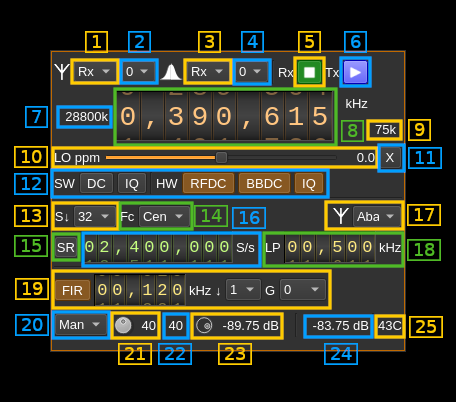 1 2 3 4 5 6
Rx 0 Rx 0 Rx Tx
7 28800k 0,390,615 kHz 8 75k 9
10 LO ppm 0.0 X 11
12 SW DC IQ HW RFDC BBDC IQ
13 S↓ 32 Fc Cen 14 16 Aba 17
15 SR 02,400,000 S/s LP 00,500 kHz 18
19 FIR 00,120 kHz ↓ 1 G 0
20 Man 40 40 -89.75 dB -83.75 dB 43C 25
21 22 23 24